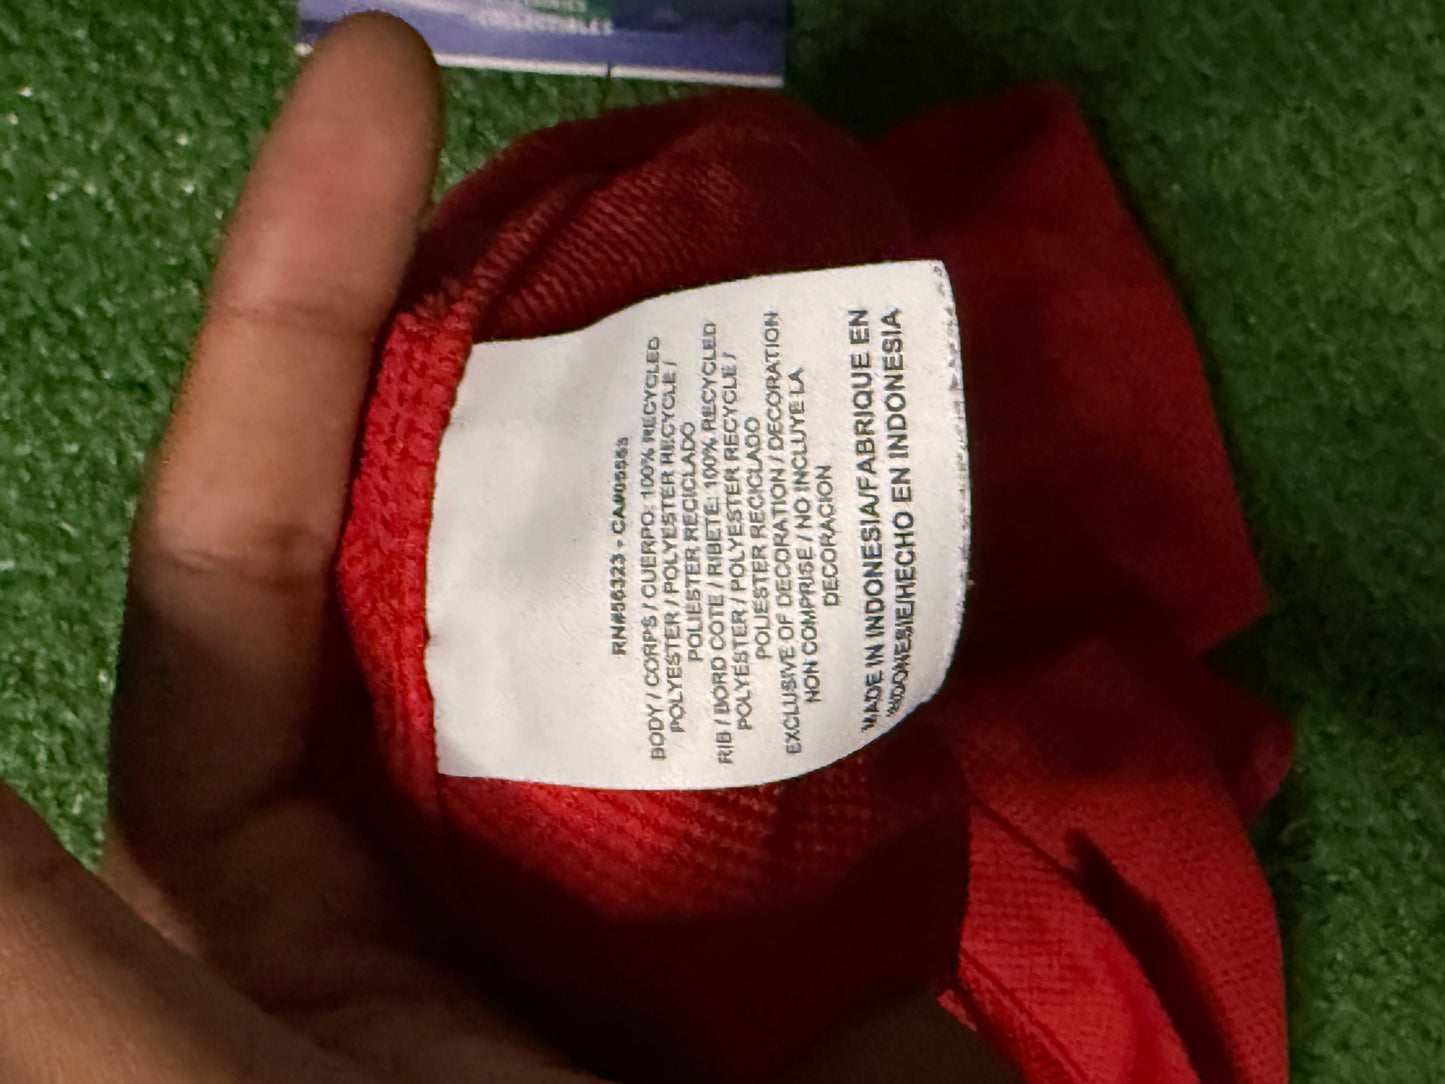 COLLECTIBLES
RN#56323 - CA#05553
BODY / CORPS / CUERPO: 100% RECYCLED
POLYESTER / POLYESTER RECYCLE /
POLIESTER RECICLADO
RIB / BORD COTE / RIBETE: 100% RECYCLED
POLYESTER / POLYESTER RECYCLE /
POLIESTER RECICLADO
EXCLUSIVE OF DECORATION / DECORATION
NON COMPRISE / NO INCLUYE LA
DECORACION
MADE IN INDONESIA/FABRIQUE EN
INDONESIE/HECHO EN INDONESIA